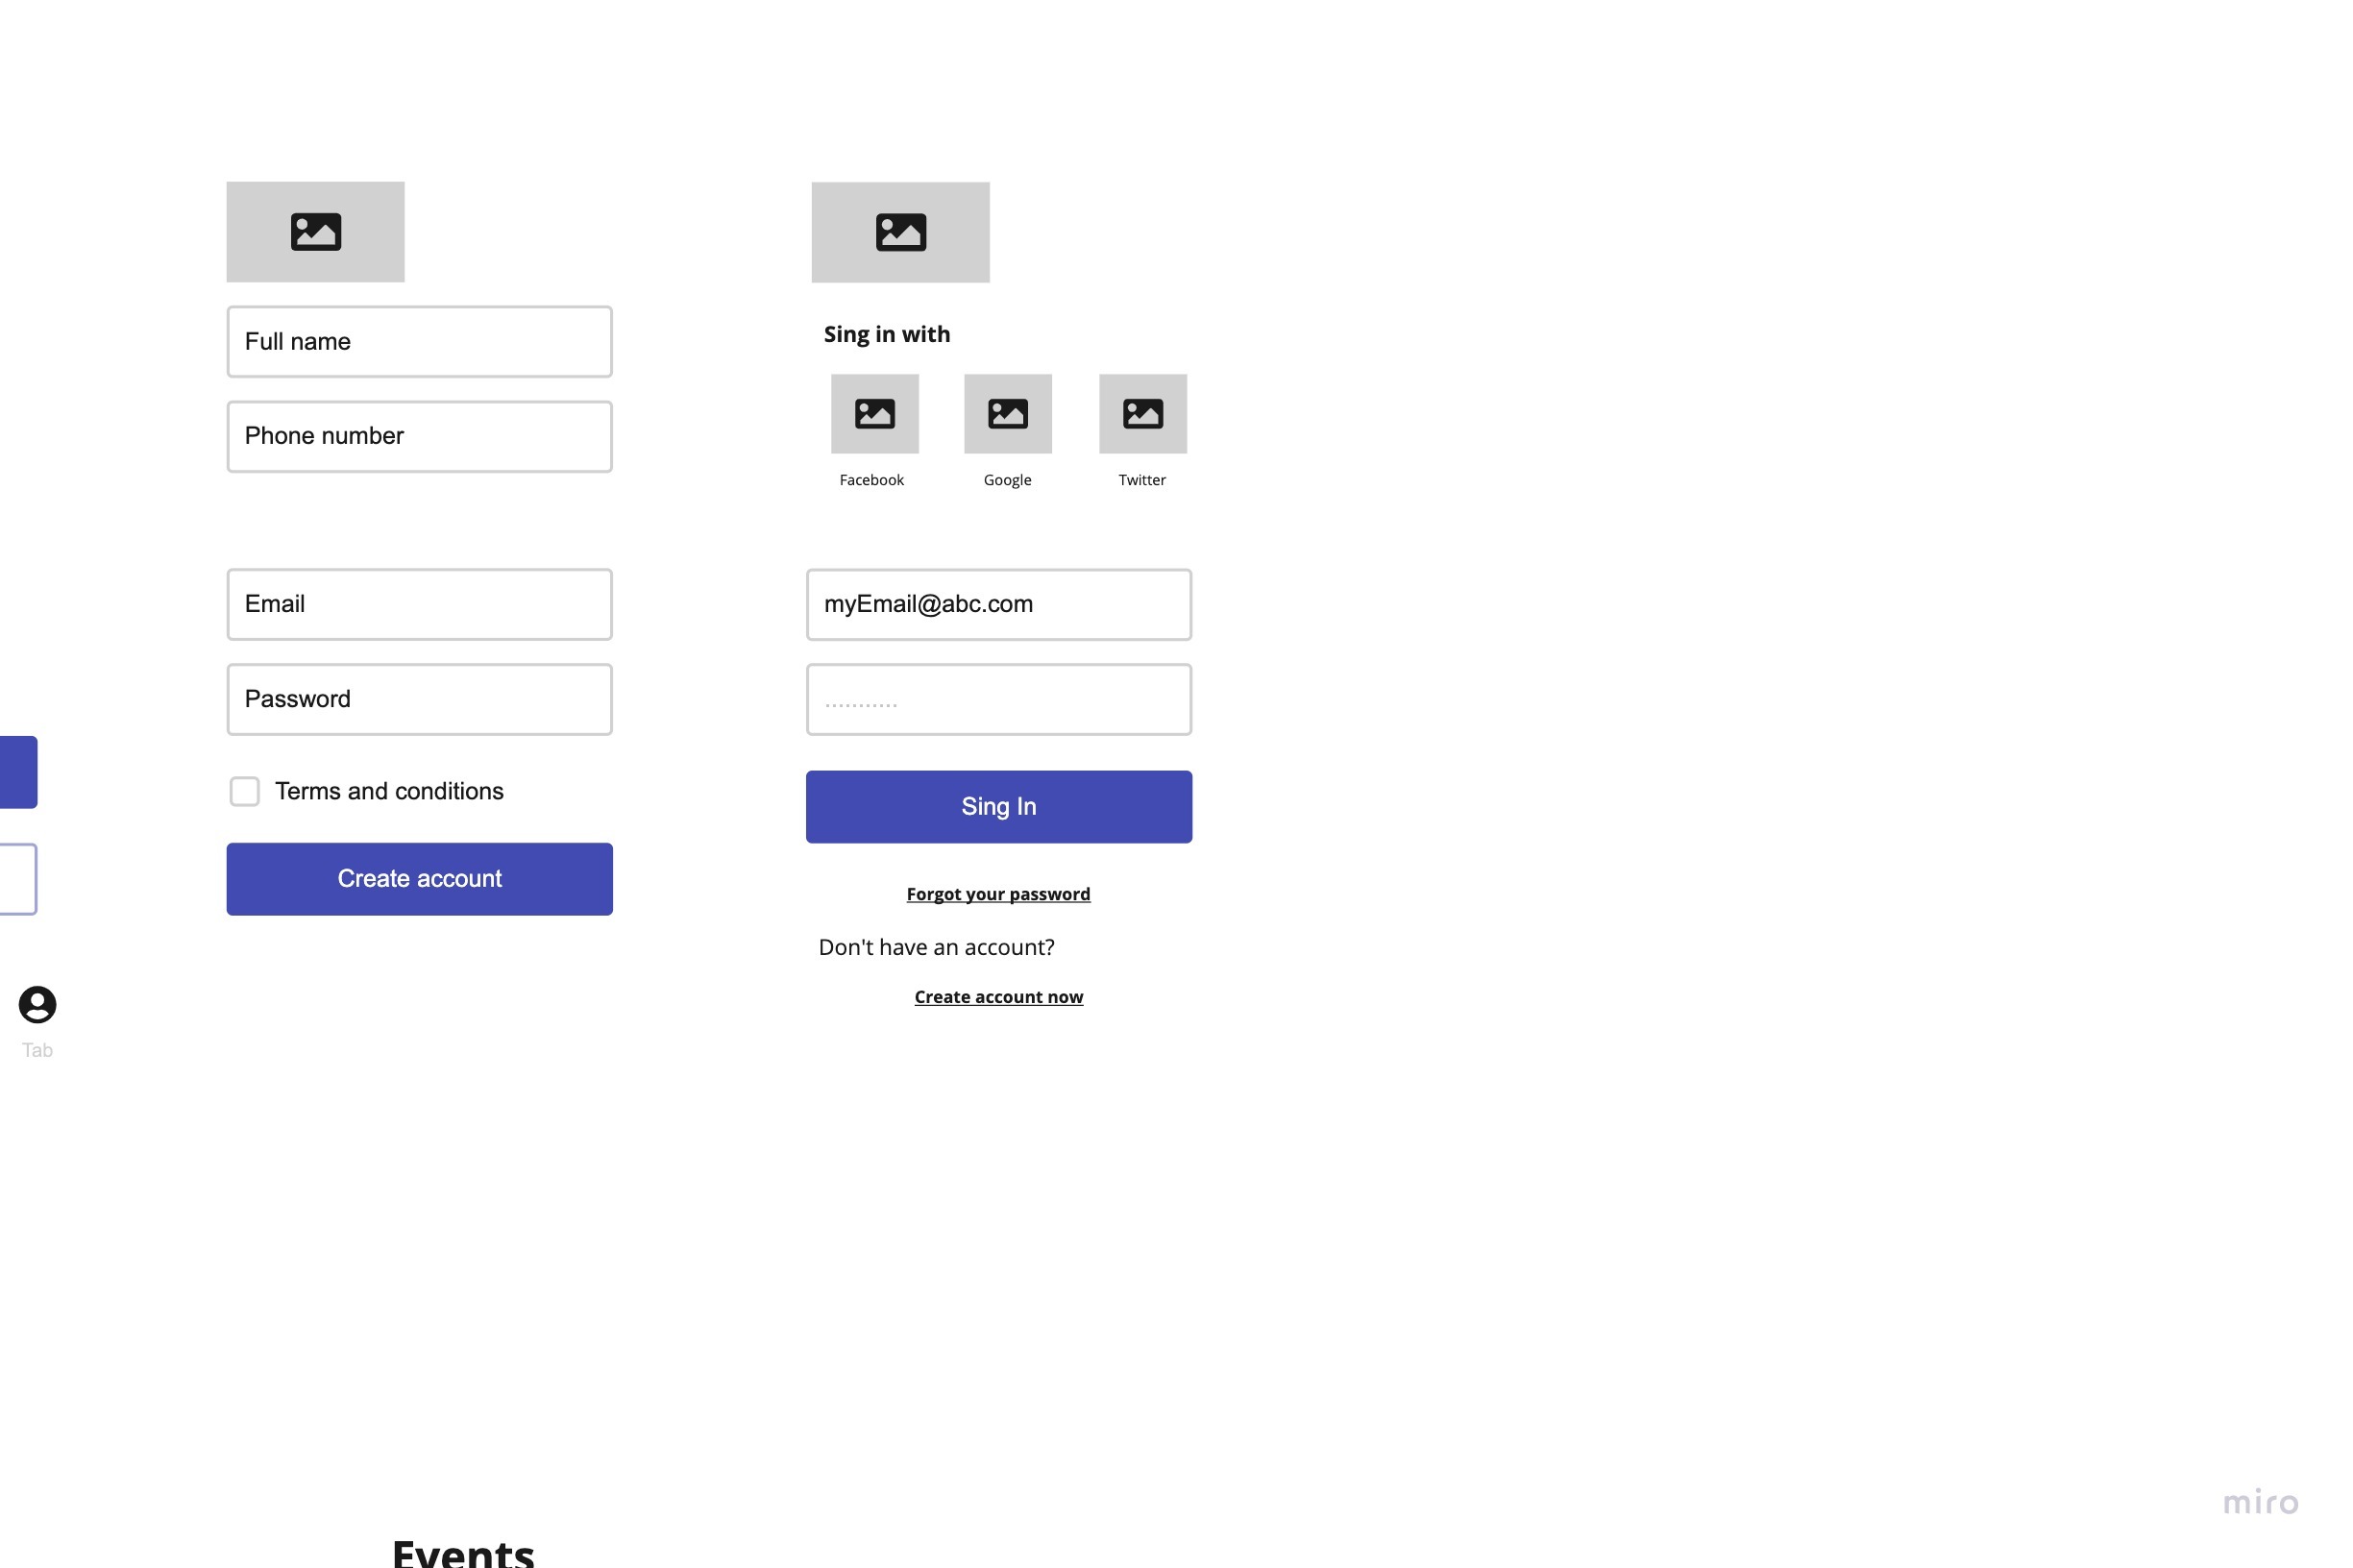 Full name
Phone number
Email
Password
Terms and conditions
Create account
Sing in with
Facebook Google Twitter
myEmail@abc.com
...........
Sing In
Forgot your password
Don't have an account?
Create account now
Tab
Events
miro